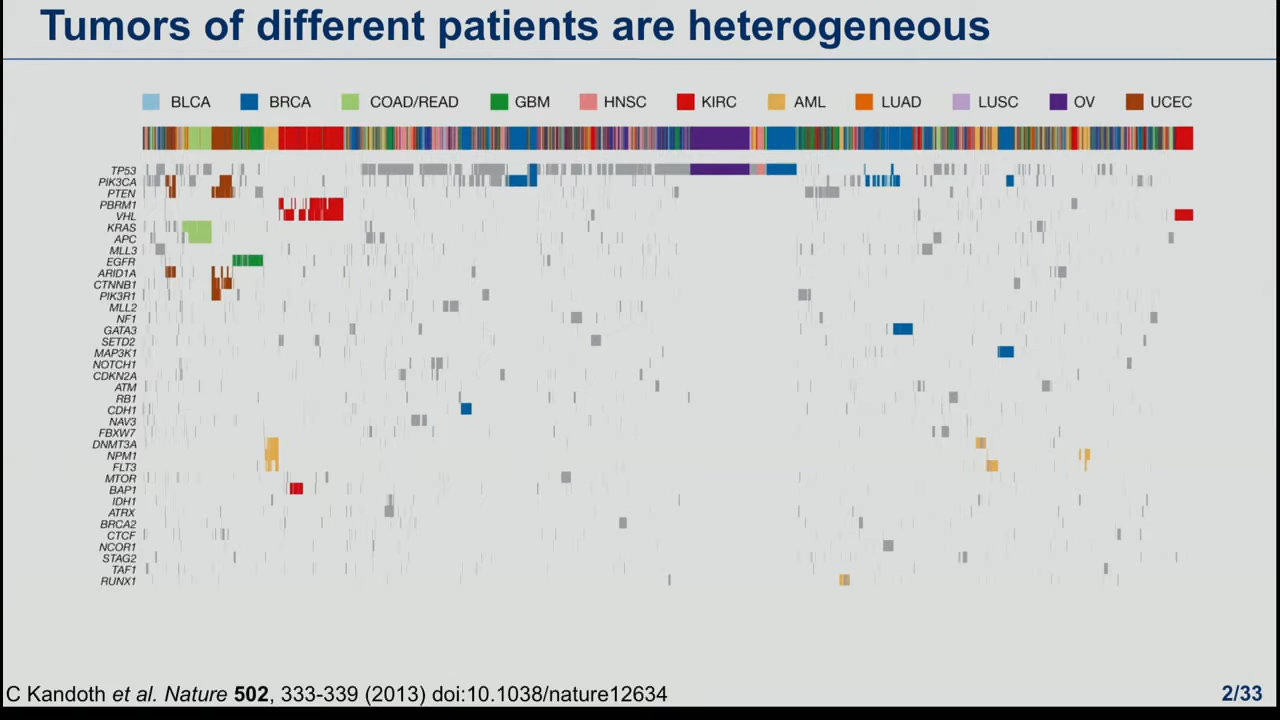 Tumors of different patients are heterogeneous
BLCA BRCA COAD/READ GBM HNSC KIRC AML LUAD LUSC OV UCEC
TP53
PIK3CA
PTEN
PBRM1
VHL
KRAS
APC
MLL3
EGFR
ARID1A
CTNNB1
PIK3R1
MLL2
NF1
GATA3
SETD2
MAP3K1
NOTCH1
CDKN2A
ATM
RB1
CDH1
NAV3
FBXW7
DNMT3A
NPM1
FLT3
MTOR
BAP1
IDH1
ATRX
BRCA2
CTCF
NCOR1
STAG2
TAF1
RUNX1
C Kandoth et al. Nature 502, 333-339 (2013) doi:10.1038/nature12634
2/33